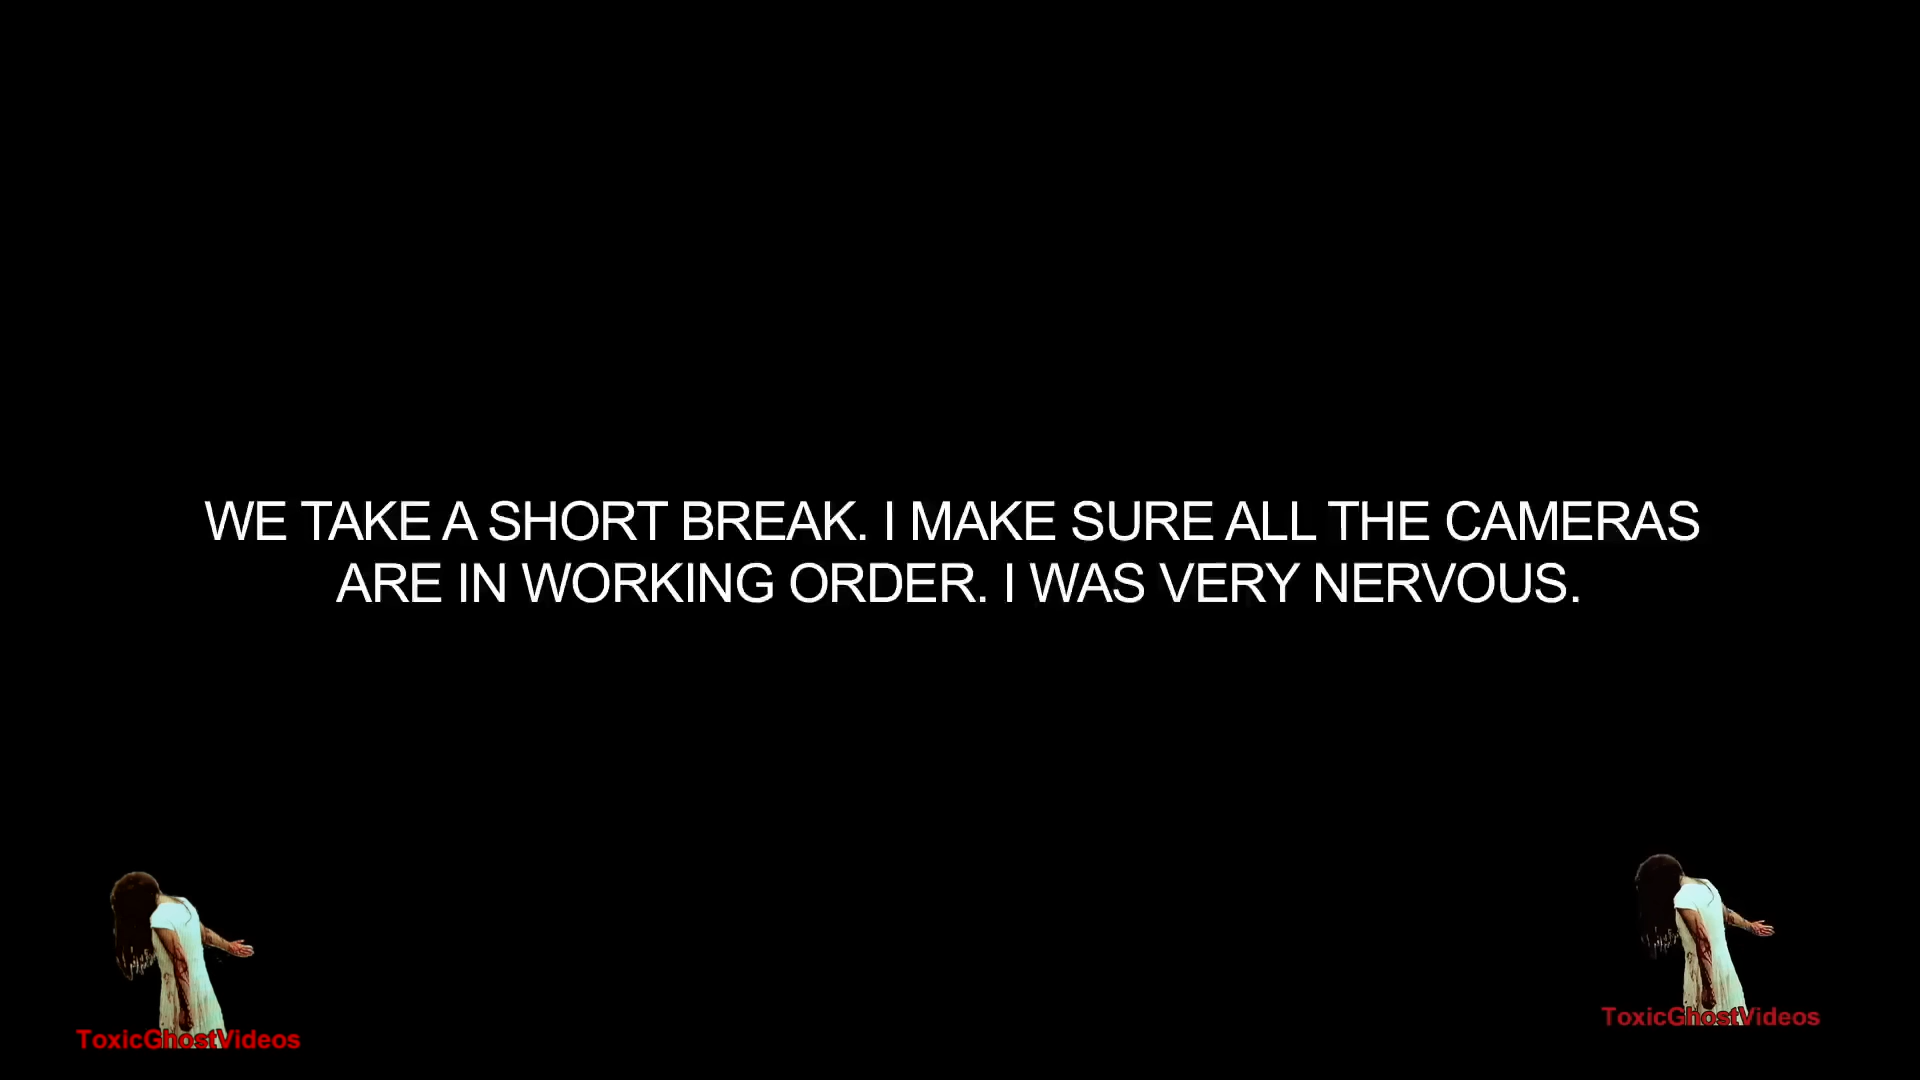 WE TAKE A SHORT BREAK. I MAKE SURE ALL THE CAMERAS
ARE IN WORKING ORDER. I WAS VERY NERVOUS.
ToxicGhostVideos
ToxicGhostVideos